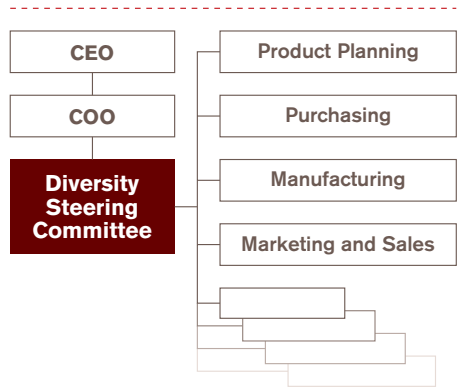 CEO
COO
Diversity
Steering
Committee
Product Planning
Purchasing
Manufacturing
Marketing and Sales